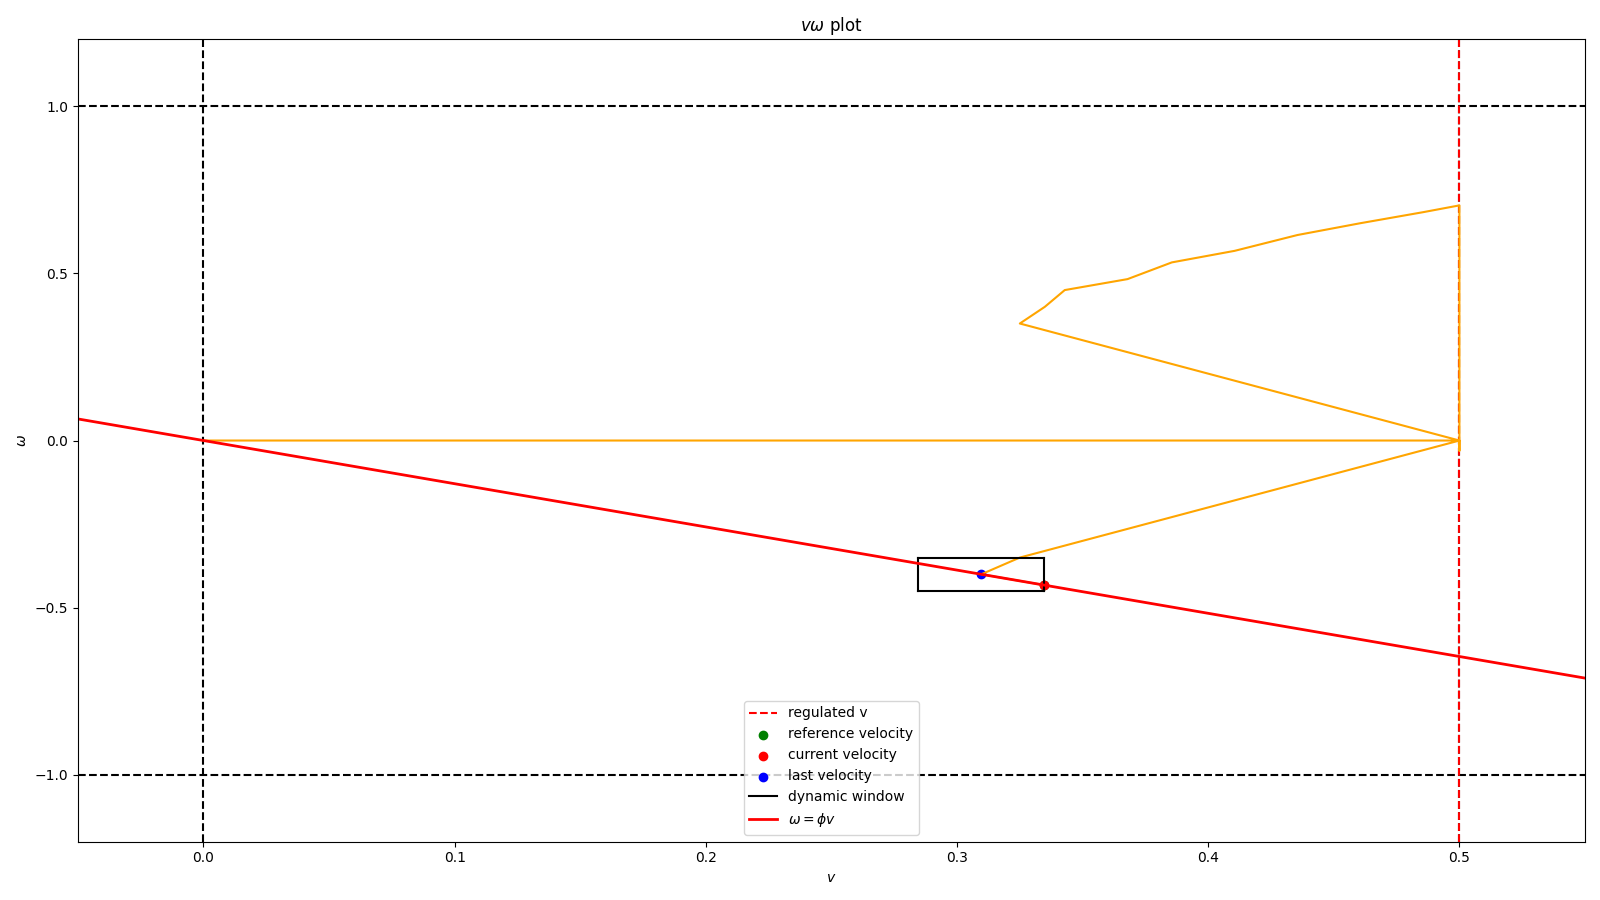 vω plot
1.0
0.5
0.0
−0.5
−1.0
ω
0.0
0.1
0.2
0.3
0.4
0.5
v
regulated v
reference velocity
current velocity
last velocity
dynamic window
ω = ϕv